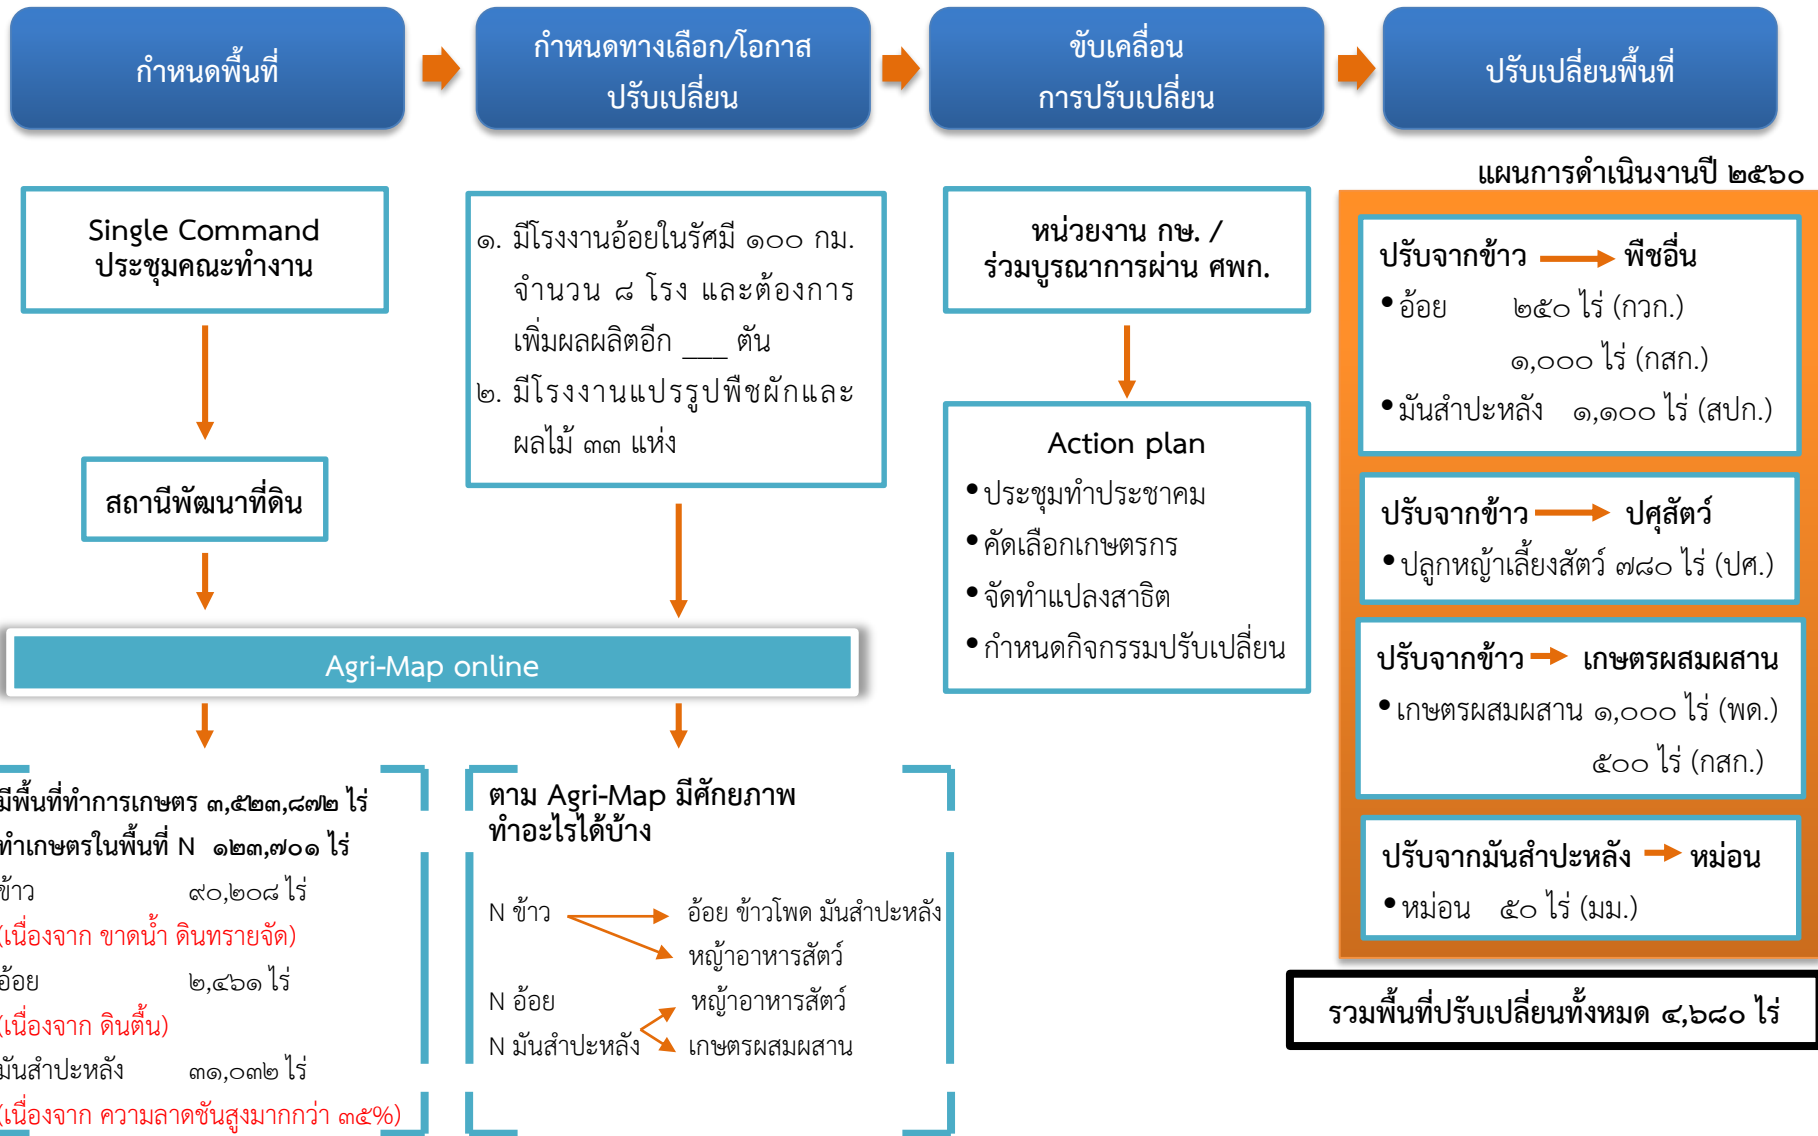 กำหนดพื้นที่
กำหนดทางเลือก/โอกาส
ปรับเปลี่ยน
ขับเคลื่อน
การปรับเปลี่ยน
ปรับเปลี่ยนพื้นที่
Single Command
ประชุมคณะทำงาน
สถานีพัฒนาที่ดิน
๑. มีโรงงานอ้อยในรัศมี ๑๐๐ กม.
จำนวน ๘ โรง และต้องการ
เพิ่มผลผลิตอีก ___ ตัน
๒. มีโรงงานแปรรูปพืชผักและ
ผลไม้ ๓๓ แห่ง
Agri-Map online
มีพื้นที่ทำการเกษตร ๓,๕๒๓,๘๗๒ ไร่
ทำเกษตรในพื้นที่ N ๑๒๓,๗๐๑ ไร่
ข้าว ๙๐,๒๐๘ ไร่
(เนื่องจาก ขาดน้ำ ดินทรายจัด)
อ้อย ๒,๔๖๑ ไร่
(เนื่องจาก ดินตื้น)
มันสำปะหลัง ๓๑,๐๓๒ ไร่
(เนื่องจาก ความลาดชันสูงมากกว่า ๓๕%)
ตาม Agri-Map มีศักยภาพ
ทำอะไรได้บ้าง
N ข้าว อ้อย ข้าวโพด มันสำปะหลัง
หญ้าอาหารสัตว์
N อ้อย หญ้าอาหารสัตว์
N มันสำปะหลัง เกษตรผสมผสาน
หน่วยงาน กษ. /
ร่วมบูรณาการผ่าน ศพก.
Action plan
•ประชุมทำประชาคม
•คัดเลือกเกษตรกร
•จัดทำแปลงสาธิต
•กำหนดกิจกรรมปรับเปลี่ยน
แผนการดำเนินงานปี ๒๕๖๐
ปรับจากข้าว พืชอื่น
•อ้อย ๒๕๐ ไร่ (กวก.)
๑,๐๐๐ ไร่ (กสก.)
•มันสำปะหลัง ๑,๑๐๐ ไร่ (สปก.)
ปรับจากข้าว ปศุสัตว์
•ปลูกหญ้าเลี้ยงสัตว์ ๗๘๐ ไร่ (ปศ.)
ปรับจากข้าว เกษตรผสมผสาน
•เกษตรผสมผสาน ๑,๐๐๐ ไร่ (พด.)
๕๐๐ ไร่ (กสก.)
ปรับจากมันสำปะหลัง หม่อน
•หม่อน ๕๐ ไร่ (มม.)
รวมพื้นที่ปรับเปลี่ยนทั้งหมด ๔,๖๘๐ ไร่